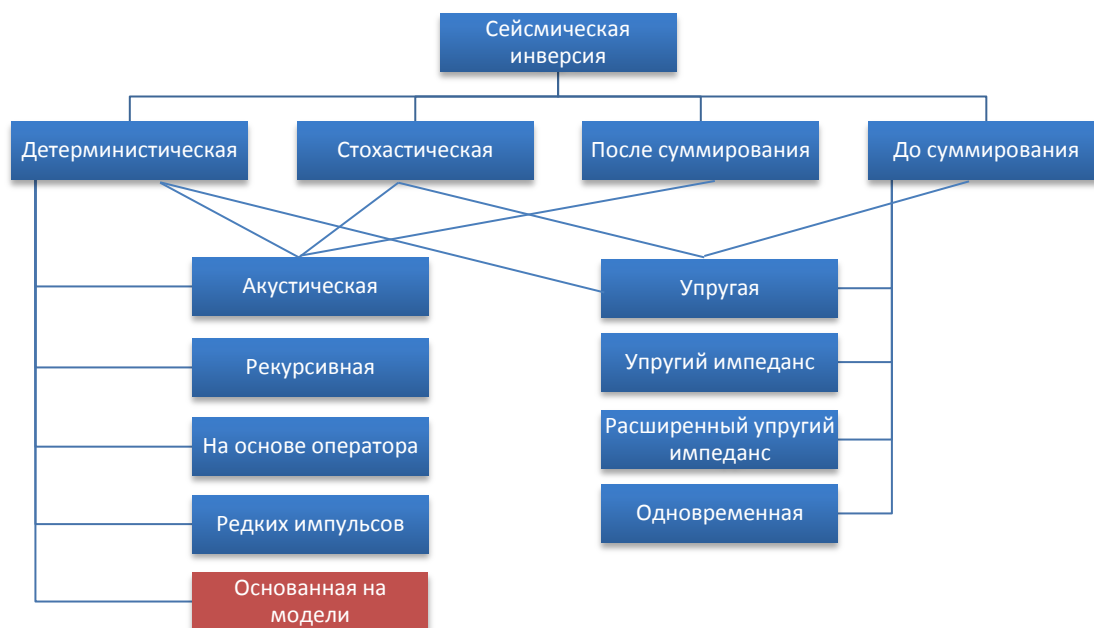 Сейсмическая
инверсия
Детерминистическая
Стохастическая
После суммирования
До суммирования
Акустическая
Упругая
Рекурсивная
Упругий импеданс
На основе оператора
Расширенный упругий
импеданс
Редких импульсов
Одновременная
Основанная на
модели